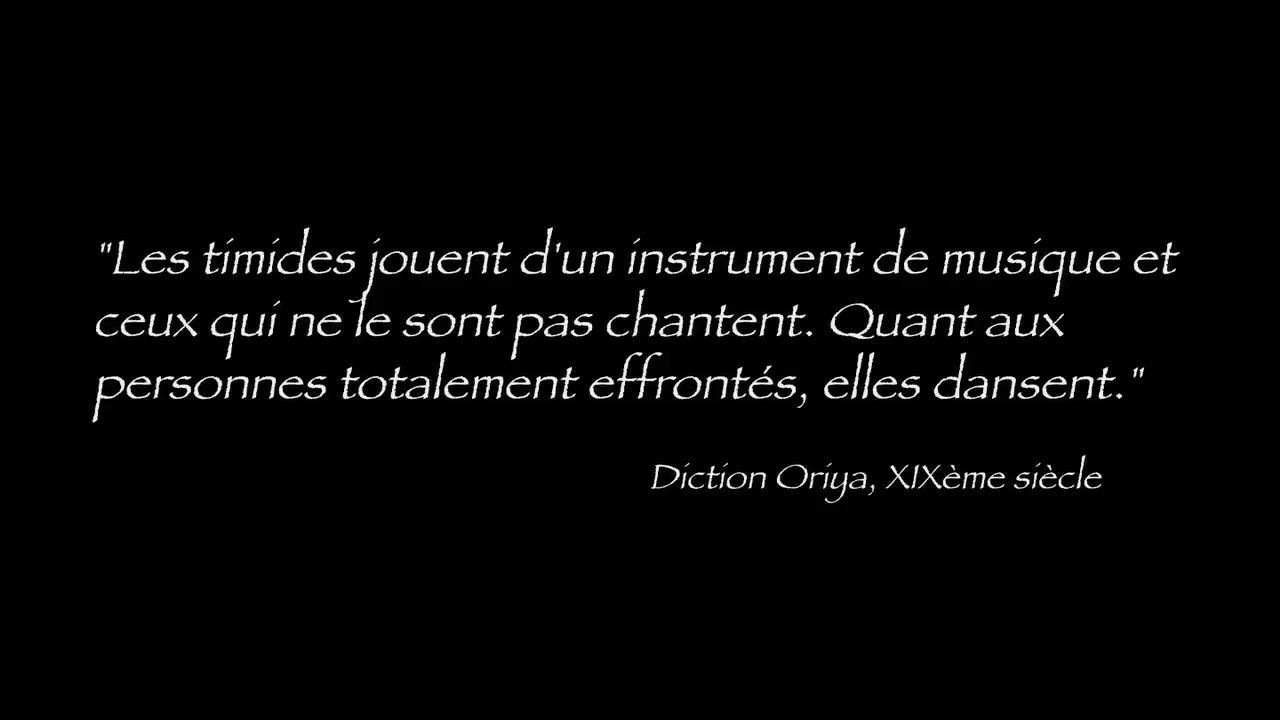 "Les timides jouent d'un instrument de musique et
ceux qui ne le sont pas chantent. Quant aux
personnes totalement effrontés, elles dansent."
Diction Oriya, XIXème siècle